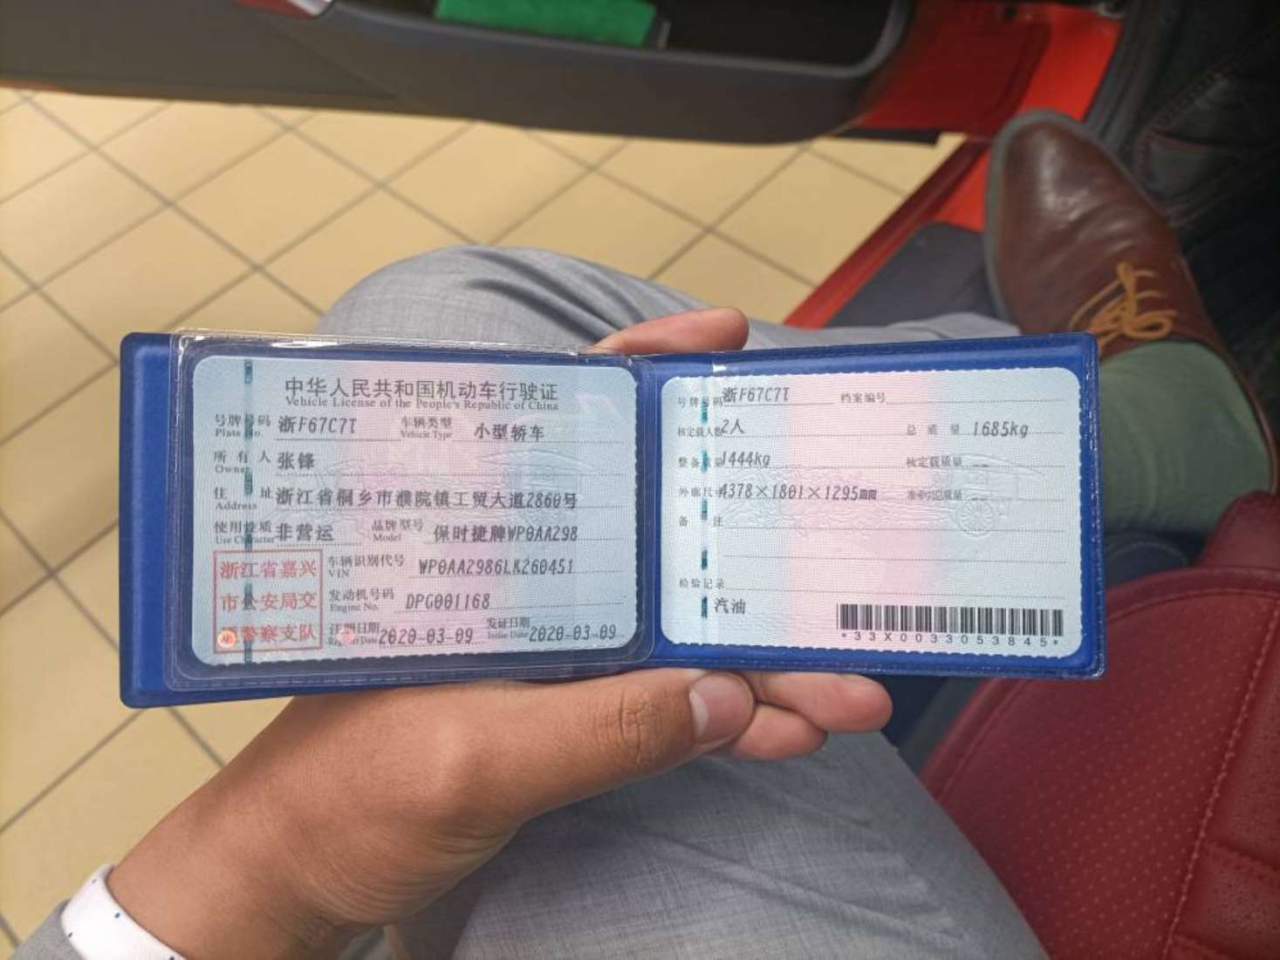 中华人民共和国机动车行驶证
Vehicle License of the People's Republic of China
号牌号码 浙F67C7T 车辆类型 小型轿车
Plate No. Vehicle Type
所有人 张锋
Owner
住址 浙江省桐乡市濮院镇工贸大道2860号
Address
使用性质 非营运 品牌型号 保时捷牌WP0AA298
Use Character Model
浙江省嘉兴
市公安局交
通警察支队
车辆识别代号 WP0AA2986LK260451
VIN
发动机号码 DPG001168
Engine No.
注册日期 2020-03-09 发证日期 2020-03-09
Register Date Issue Date
号牌号码 浙F67C7T 档案编号
核定载人数 2人 总质量 1685kg
整备质量 1444kg 核定载质量 --
外廓尺寸 4378×1801×1295mm 准牵引总质量 --
备注
检验记录
汽油
*33X0033053845*